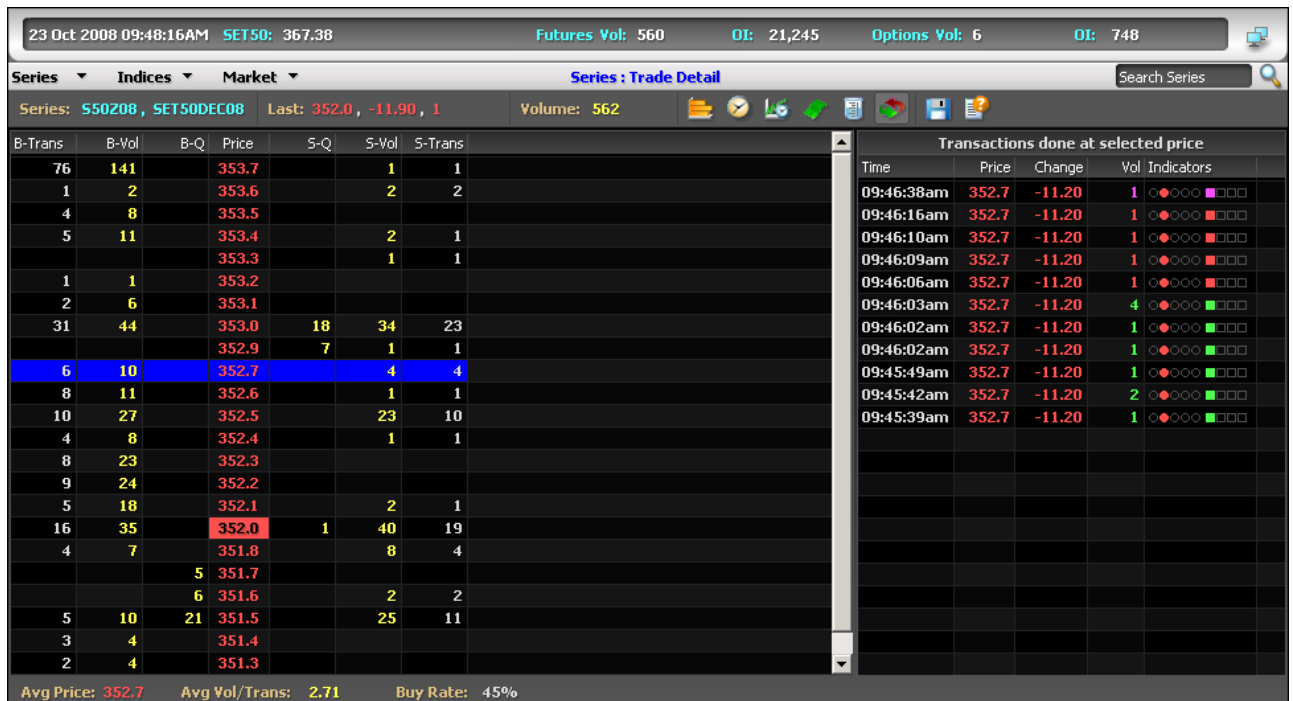 23 Oct 2008 09:48:16AM SET50: 367.38 Futures Vol: 560 OI: 21,245 Options Vol: 6 OI: 748
Series Indices Market Series : Trade Detail Search Series
Series: S50Z08 , SET50DEC08 Last: 352.0 , -11.90 , 1 Volume: 562
B-Trans B-Vol B-Q Price S-Q S-Vol S-Trans
76 141 353.7 1 1
1 2 353.6 2 2
4 8 353.5
5 11 353.4 2 1
353.3 1 1
1 1 353.2
2 6 353.1
31 44 353.0 18 34 23
352.9 7 1 1
6 10 352.7 4 4
8 11 352.6 1 1
10 27 352.5 23 10
4 8 352.4 1 1
8 23 352.3
9 24 352.2
5 18 352.1 2 1
16 35 352.0 1 40 19
4 7 351.8 8 4
5 351.7
6 351.6 2 2
5 10 21 351.5 25 11
3 4 351.4
2 4 351.3
Transactions done at selected price
Time Price Change Vol Indicators
09:46:38am 352.7 -11.20 1
09:46:16am 352.7 -11.20 1
09:46:10am 352.7 -11.20 1
09:46:09am 352.7 -11.20 1
09:46:06am 352.7 -11.20 1
09:46:03am 352.7 -11.20 4
09:46:02am 352.7 -11.20 1
09:46:02am 352.7 -11.20 1
09:45:49am 352.7 -11.20 1
09:45:42am 352.7 -11.20 2
09:45:39am 352.7 -11.20 1
Avg Price: 352.7 Avg Vol/Trans: 2.71 Buy Rate: 45%